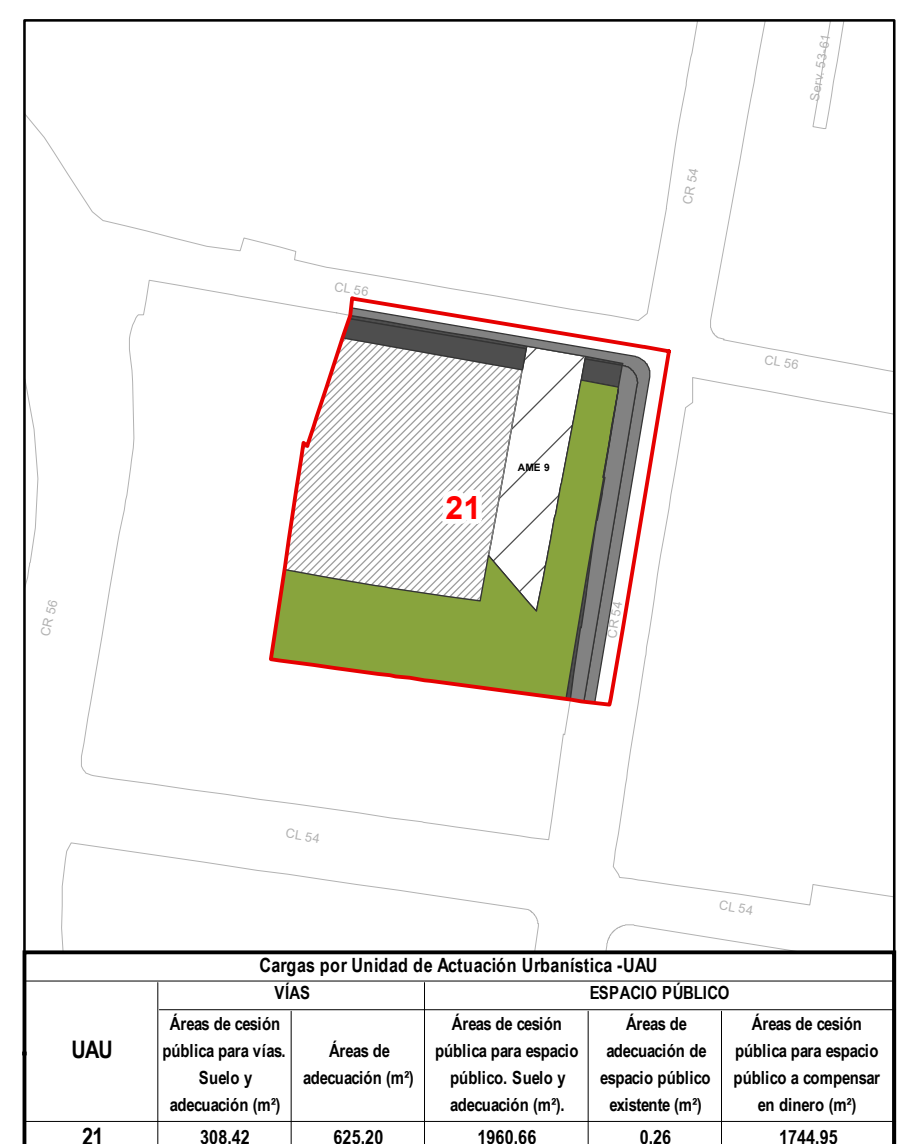 Serv. 53-61
CR 54
CL 56
CL 56
AME 9
21
CR 56
CR 54
CL 54
CL 54
Cargas por Unidad de Actuación Urbanística -UAU
UAU
VÍAS
ESPACIO PÚBLICO
Áreas de cesión
pública para vías.
Suelo y
adecuación (m²)
Áreas de
adecuación (m²)
Áreas de cesión
pública para espacio
público. Suelo y
adecuación (m²).
Áreas de
adecuación de
espacio público
existente (m²)
Áreas de cesión
pública para espacio
público a compensar
en dinero (m²)
21 308.42 625.20 1960.66 0.26 1744.95